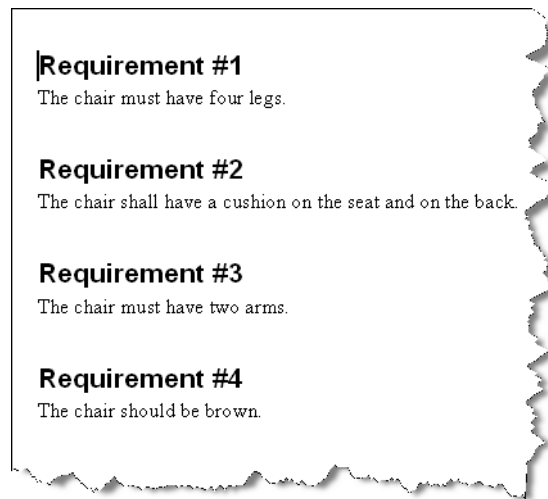 Requirement #1
The chair must have four legs.
Requirement #2
The chair shall have a cushion on the seat and on the back.
Requirement #3
The chair must have two arms.
Requirement #4
The chair should be brown.